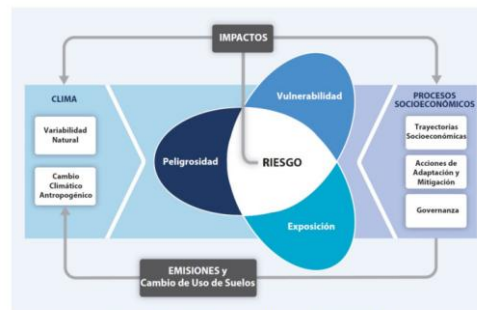 IMPACTOS
CLIMA
Variabilidad
Natural
Cambio
Climático
Antropogénico
Vulnerabilidad
Peligrosidad
RIESGO
Exposición
PROCESOS
SOCIOECONÓMICOS
Trayectorias
Socioeconómicas
Acciones de
Adaptación y
Mitigación
Governanza
EMISIONES y
Cambio de Uso de Suelos